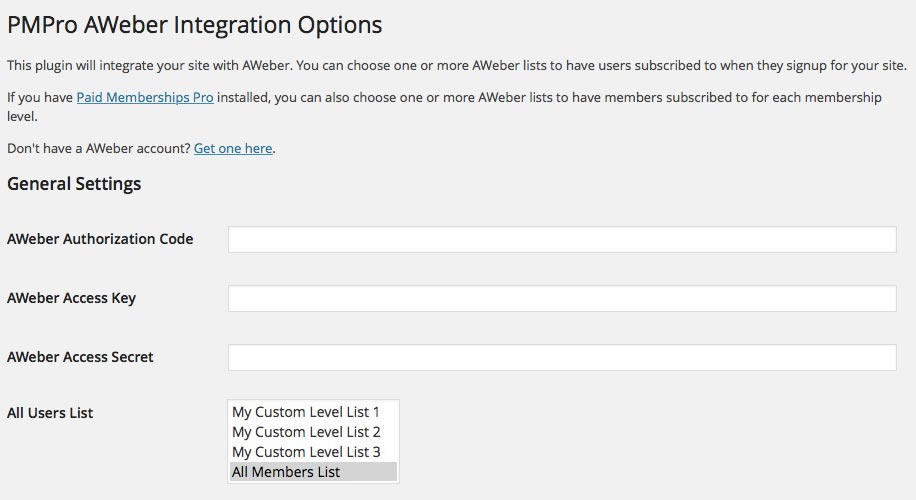 PMPro AWeber Integration Options
This plugin will integrate your site with AWeber. You can choose one or more AWeber lists to have users subscribed to when they signup for your site.
If you have Paid Memberships Pro installed, you can also choose one or more AWeber lists to have members subscribed to for each membership
level.
Don't have a AWeber account? Get one here.
General Settings
AWeber Authorization Code
AWeber Access Key
AWeber Access Secret
All Users List
My Custom Level List 1
My Custom Level List 2
My Custom Level List 3
All Members List